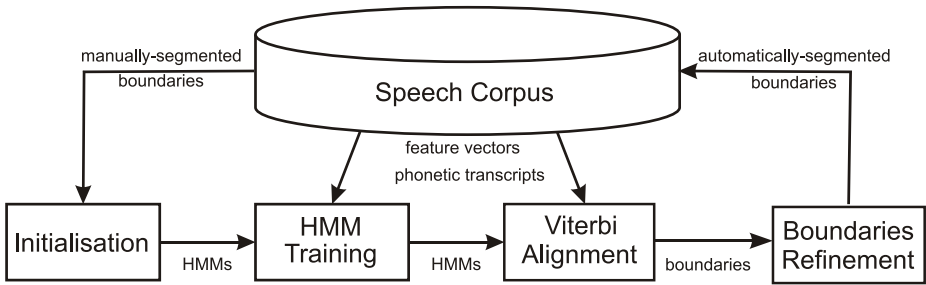 manually-segmented
boundaries
Speech Corpus
automatically-segmented
boundaries
feature vectors
phonetic transcripts
Initialisation
HMMs
HMM
Training
HMMs
Viterbi
Alignment
boundaries
Boundaries
Refinement